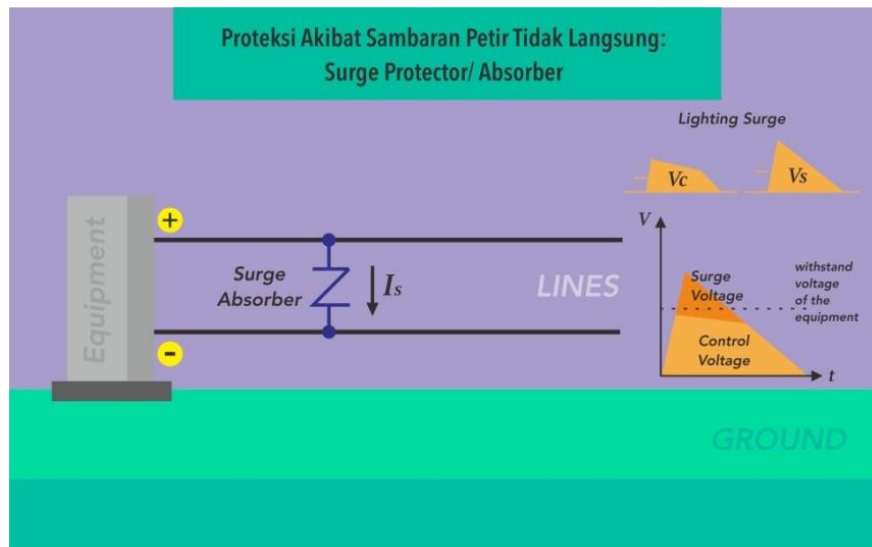 Proteksi Akibat Sambaran Petir Tidak Langsung:
Surge Protector/ Absorber
Lighting Surge
Vc
Vs
Equipment
+
-
Surge
Absorber
Is
LINES
V
Surge
Voltage
Control
Voltage
t
withstand
voltage
of the
equipment
GROUND